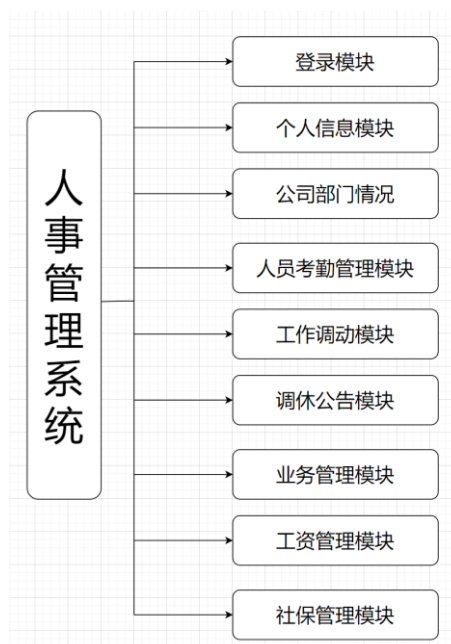 人事管理系统
登录模块
个人信息模块
公司部门情况
人员考勤管理模块
工作调动模块
调休公告模块
业务管理模块
工资管理模块
社保管理模块